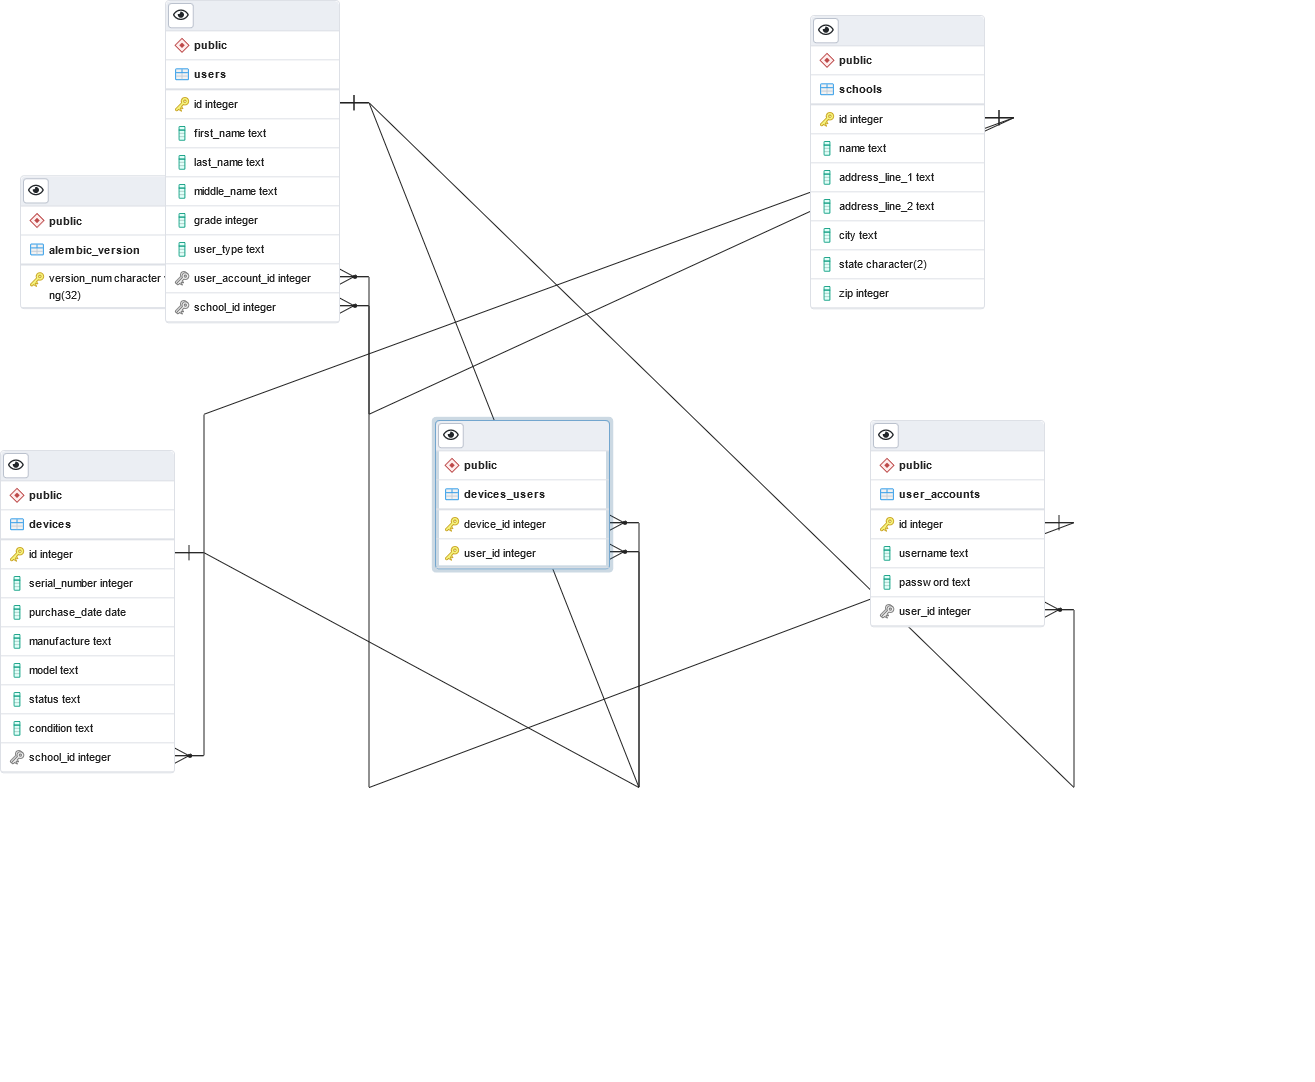 public
users
id integer
first_name text
last_name text
middle_name text
grade integer
user_type text
user_account_id integer
school_id integer
public
schools
id integer
name text
address_line_1 text
address_line_2 text
city text
state character(2)
zip integer
public
alembic_version
version_num character
ng(32)
public
devices
id integer
serial_number integer
purchase_date date
manufacture text
model text
status text
condition text
school_id integer
public
devices_users
device_id integer
user_id integer
public
user_accounts
id integer
username text
password text
user_id integer